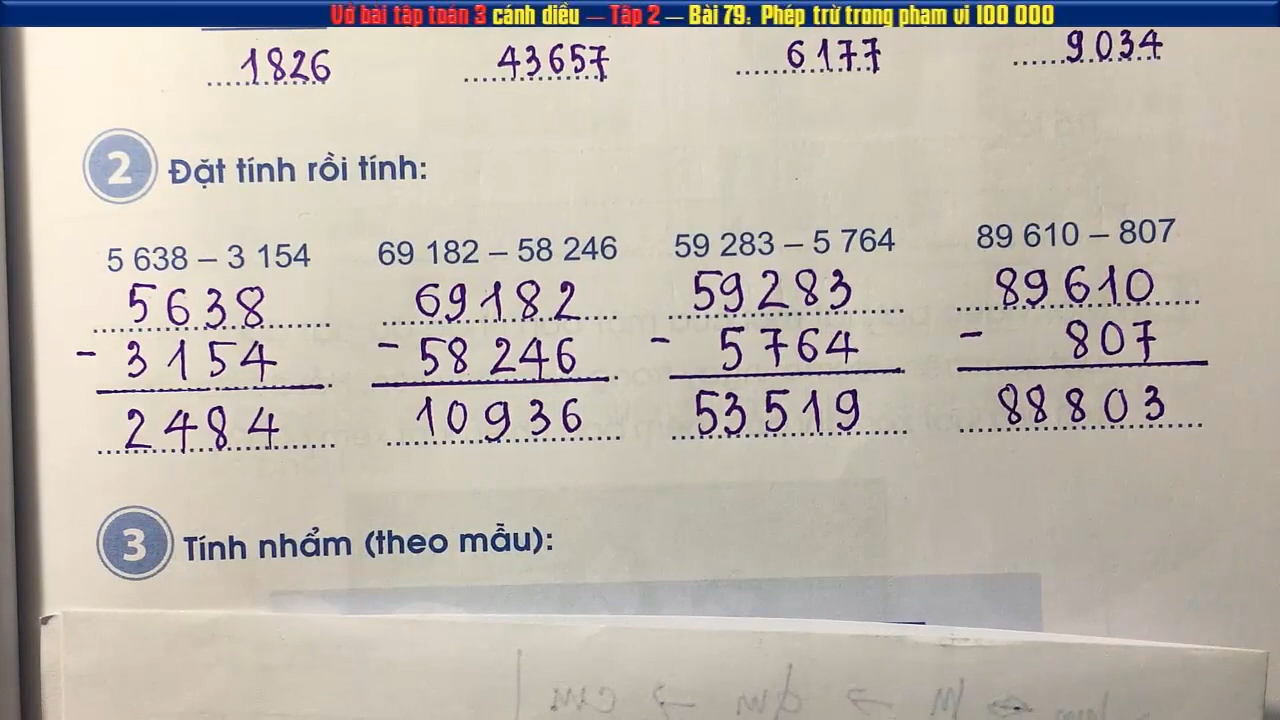 Vở bài tập toán 3 cánh diều — Tập 2 — Bài 79: Phép trừ trong phạm vi 100 000
1826 43657 6177 9034
2 Đặt tính rồi tính:
5 638 – 3 154 69 182 – 58 246 59 283 – 5 764 89 610 – 807
5638 69182 59283 89610
- 3154 - 58246 - 5764 - 807
2484 10936 53519 88803
3 Tính nhẩm (theo mẫu):